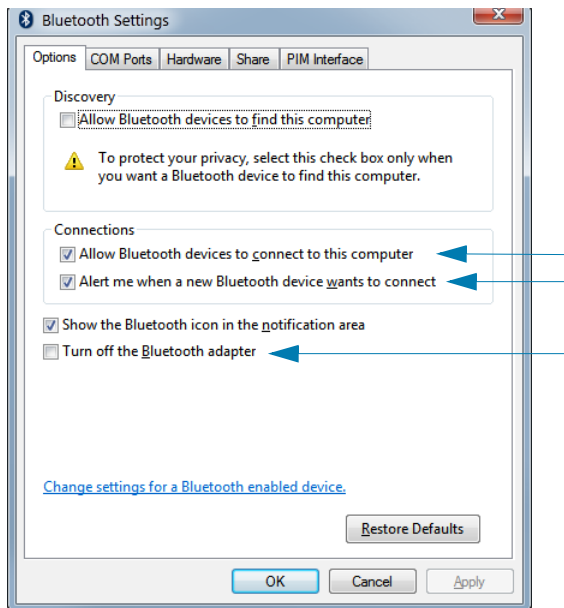 Bluetooth Settings
Options COM Ports Hardware Share PIM Interface
Discovery
Allow Bluetooth devices to find this computer
To protect your privacy, select this check box only when
you want a Bluetooth device to find this computer.
Connections
Allow Bluetooth devices to connect to this computer
Alert me when a new Bluetooth device wants to connect
Show the Bluetooth icon in the notification area
Turn off the Bluetooth adapter
Change settings for a Bluetooth enabled device.
Restore Defaults
OK Cancel Apply